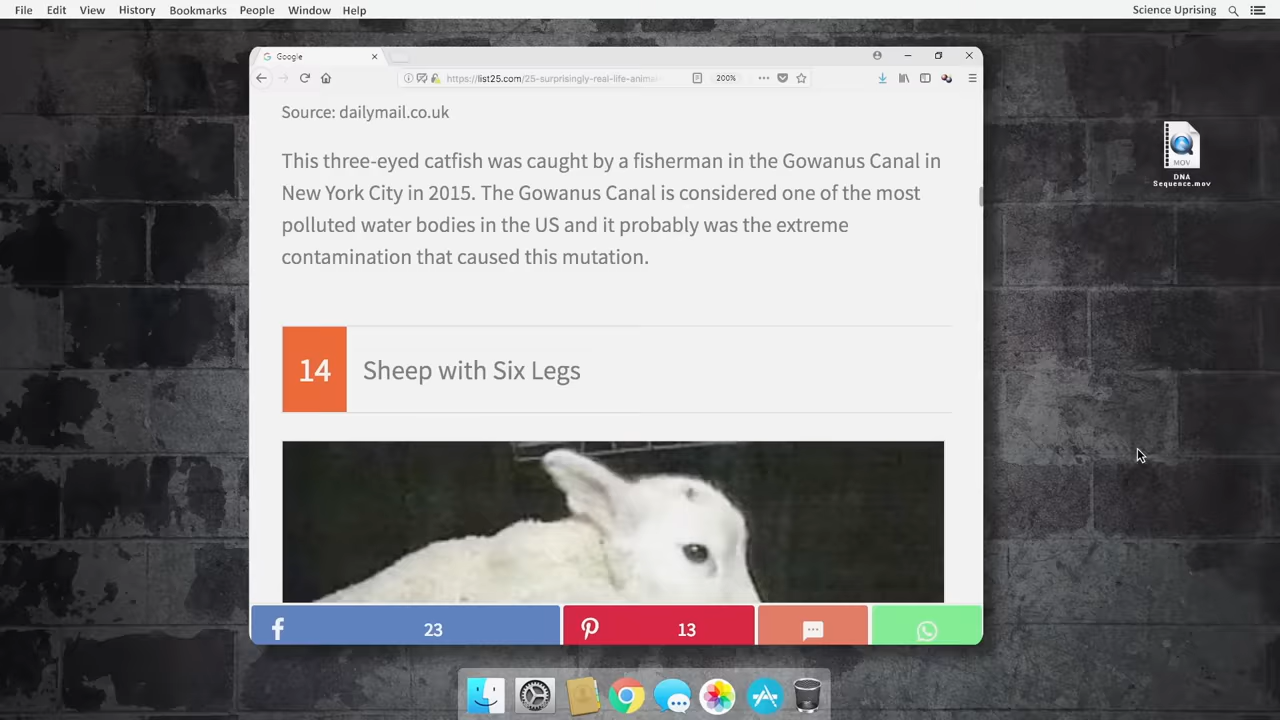 File Edit View History Bookmarks People Window Help Science Uprising
Google
https://list25.com/25-surprisingly-real-life-anima 200%
Source: dailymail.co.uk
This three-eyed catfish was caught by a fisherman in the Gowanus Canal in
New York City in 2015. The Gowanus Canal is considered one of the most
polluted water bodies in the US and it probably was the extreme
contamination that caused this mutation.
14 Sheep with Six Legs
MOV
DNA
Sequence.mov
23 13